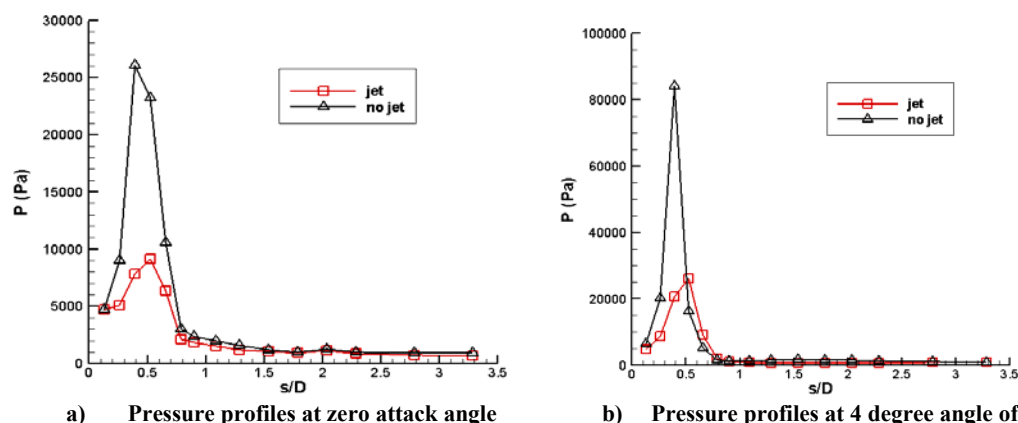 30000
25000
20000
15000
10000
5000
0
P (Pa)
jet
no jet
0 0.5 1 1.5 2 2.5 3 3.5
s/D
a) Pressure profiles at zero attack angle
100000
80000
60000
40000
20000
0
P (Pa)
jet
no jet
0 0.5 1 1.5 2 2.5 3 3.5
s/D
b) Pressure profiles at 4 degree angle of